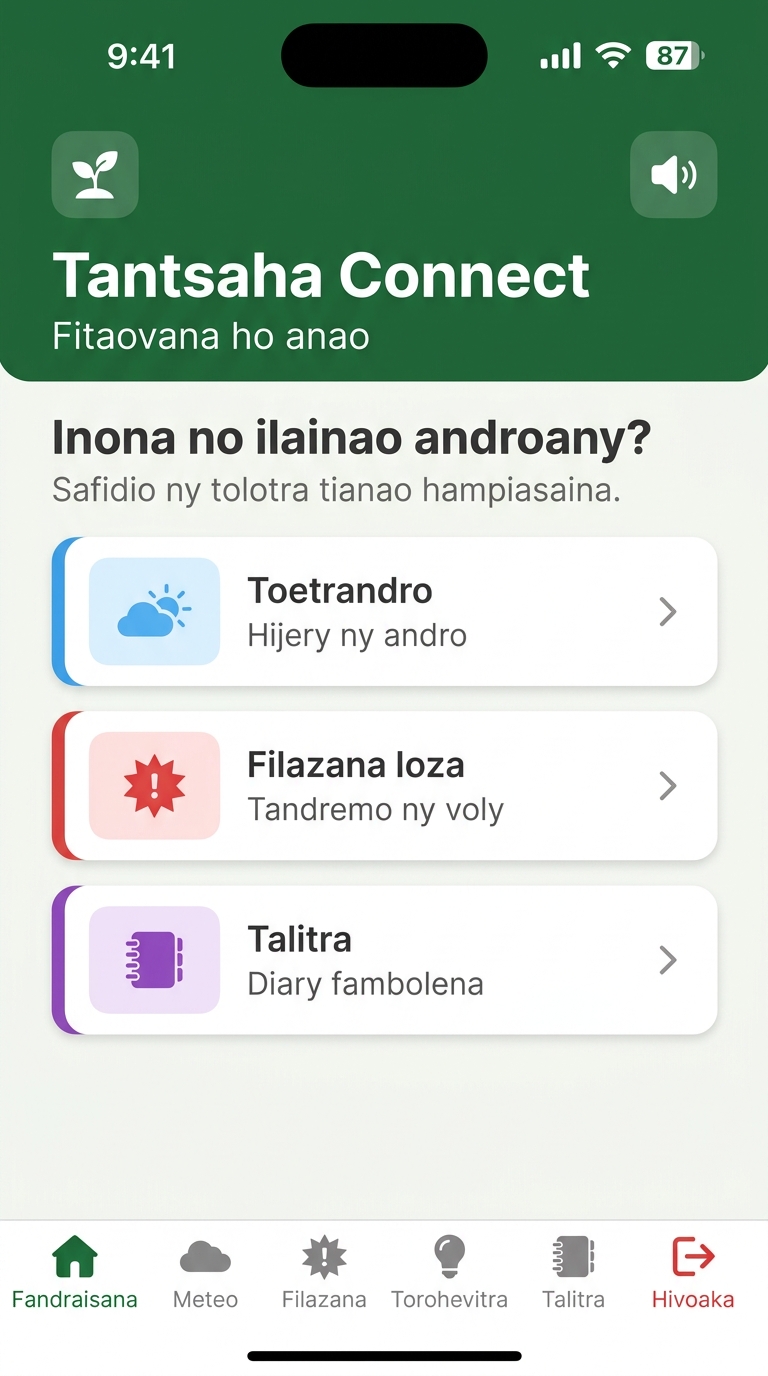 9:41
87
Tantsaha Connect
Fitaovana ho anao
Inona no ilainao androany?
Safidio ny tolotra tianao hampiasaina.
Toetrandro
Hijery ny andro
Filazana loza
Tandremo ny voly
Talitra
Diary fambolena
Fandraisana
Meteo
Filazana
Torohevitra
Talitra
Hivoaka